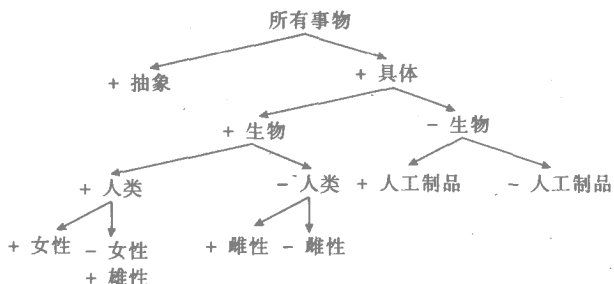 所有事物
+ 抽象 + 具体
+ 生物 - 生物
+ 人类 - 人类 + 人工制品 - 人工制品
+ 女性 - 女性 + 雌性 - 雌性
+ 雄性